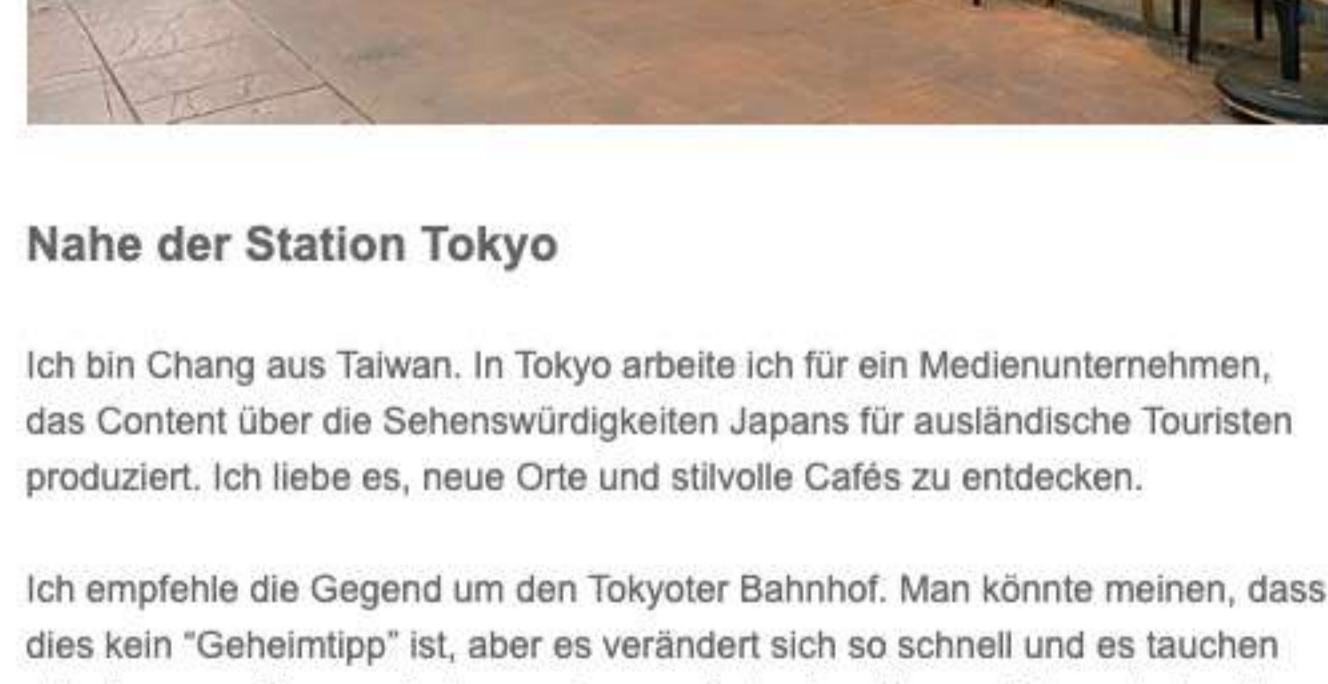 Nahe der Station Tokyo
Ich bin Chang aus Taiwan. In Tokyo arbeite ich für ein Medienunternehmen,
das Content über die Sehenswürdigkeiten Japans für ausländische Touristen
produziert. Ich liebe es, neue Orte und stilvolle Cafés zu entdecken.
Ich empfehle die Gegend um den Tokyoter Bahnhof. Man könnte meinen, dass
dies kein “Geheimtipp” ist, aber es verändert sich so schnell und es tauchen